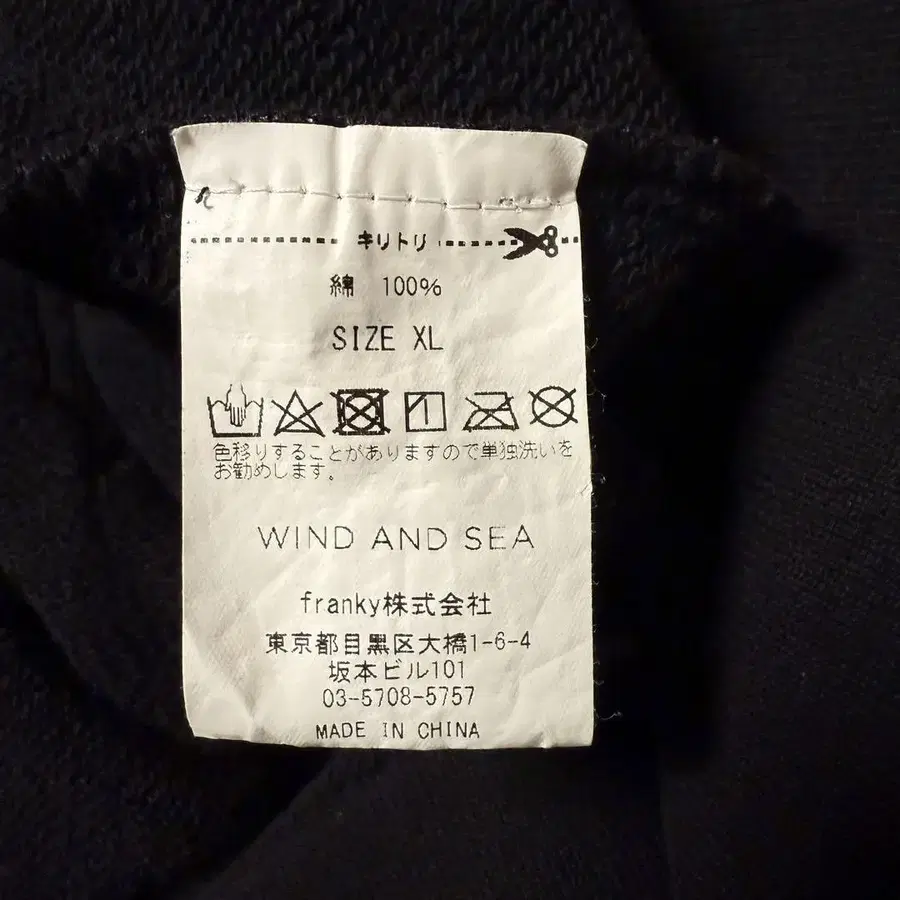 キリトリ
綿 100%
SIZE XL
色移りすることがありますので単独洗いを
お勧めします。
WIND AND SEA
franky株式会社
東京都目黒区大橋1-6-4
坂本ビル101
03-5708-5757
MADE IN CHINA